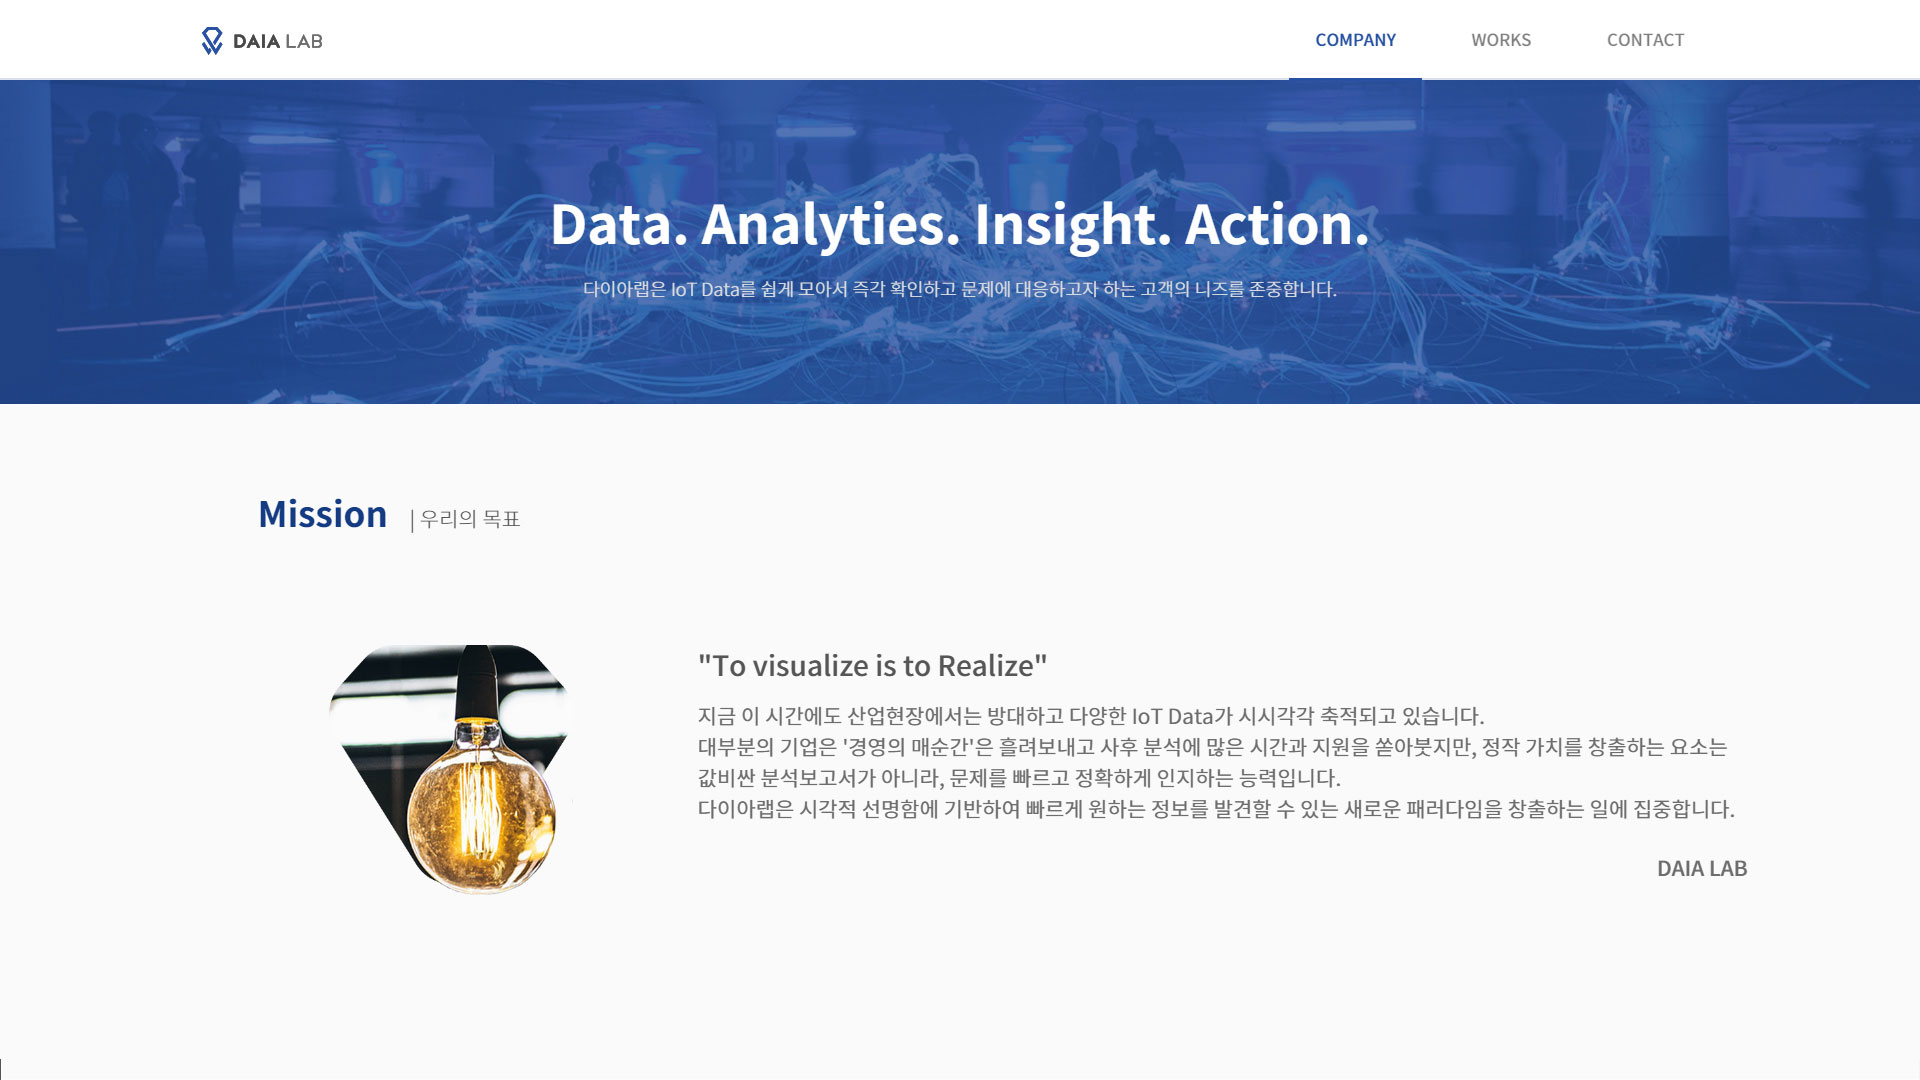 DAIA LAB
COMPANY
WORKS
CONTACT
2P
Data. Analyties. Insight. Action.
다이아랩은 IoT Data를 쉽게 모아서 즉각 확인하고 문제에 대응하고자 하는 고객의 니즈를 존중합니다.
Mission
| 우리의 목표
"To visualize is to Realize"
지금 이 시간에도 산업현장에서는 방대하고 다양한 IoT Data가 시시각각 축적되고 있습니다.
대부분의 기업은 '경영의 매순간'은 흘려보내고 사후 분석에 많은 시간과 지원을 쏟아붓지만, 정작 가치를 창출하는 요소는
값비싼 분석보고서가 아니라, 문제를 빠르고 정확하게 인지하는 능력입니다.
다이아랩은 시각적 선명함에 기반하여 빠르게 원하는 정보를 발견할 수 있는 새로운 패러다임을 창출하는 일에 집중합니다.
DAIA LAB